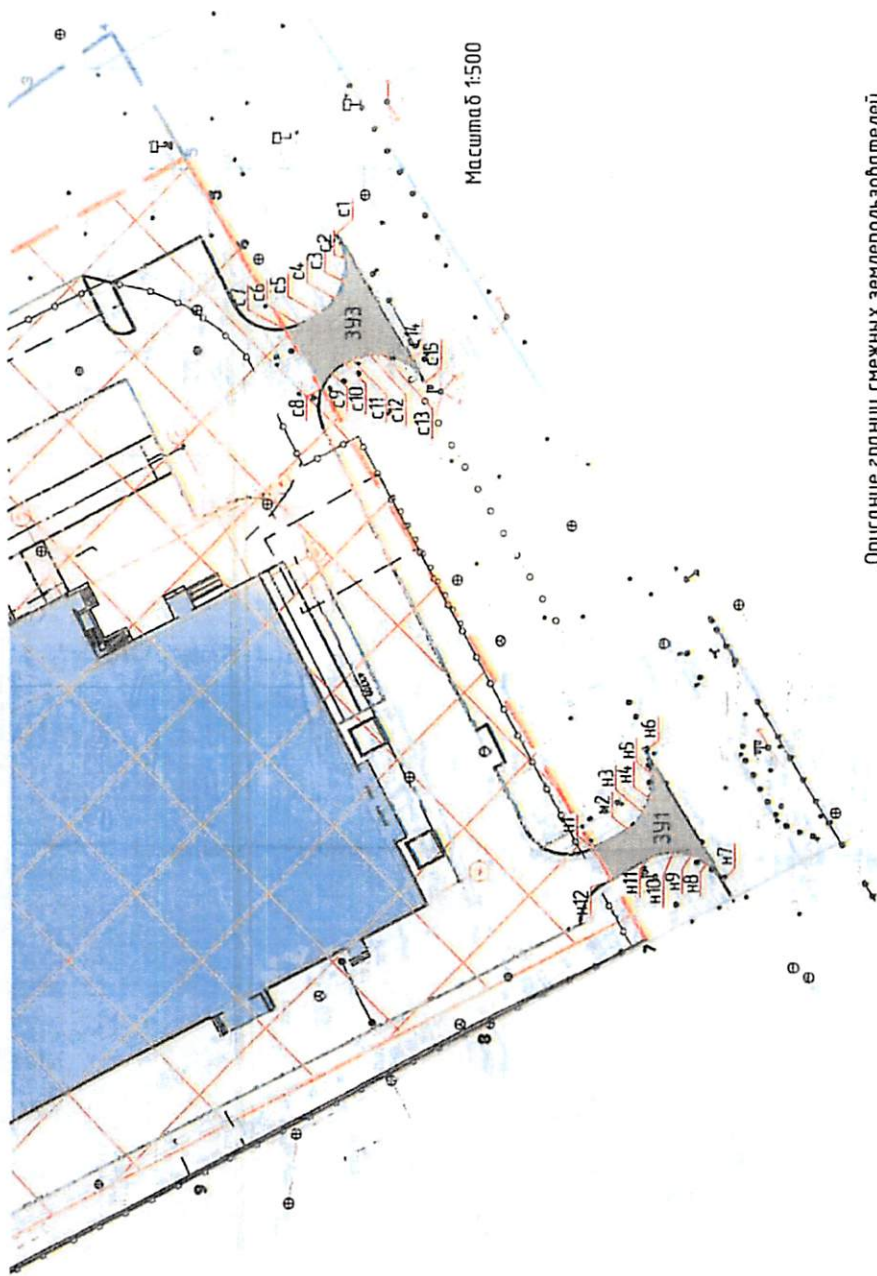 Масштаб 1:500
5
с7
с6
с5
с4
с3
с2
с1
ЗУ3
с8
с9
с10
с11
с12
с13
с14
с15
н1
н2
н3
н4
н5
н6
ЗУ1
н12
н11
н10
н9
н8
н7
7
8
9
Описание границ смежных землепользователей